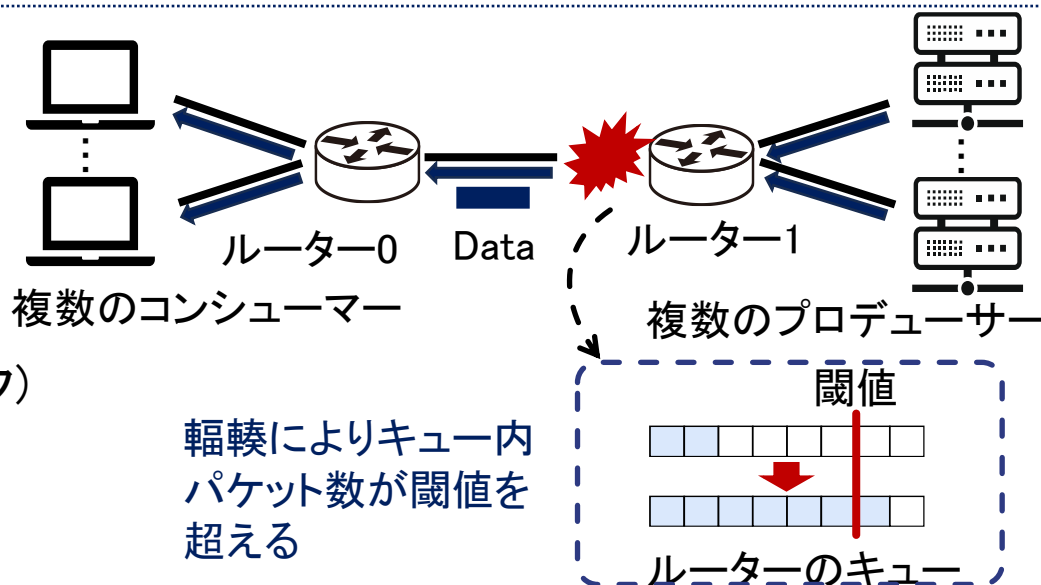 ルーター0
Data
ルーター1
複数のコンシューマー
複数のプロデューサー
ク)
閾値
輻輳によりキュー内
パケット数が閾値を
超える
ルーターのキュー